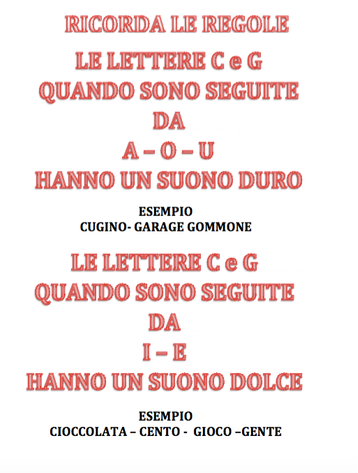 RICORDA LE REGOLE
LE LETTERE C e G
QUANDO SONO SEGUITE
DA
A – O – U
HANNO UN SUONO DURO
ESEMPIO
CUGINO- GARAGE GOMMONE
LE LETTERE C e G
QUANDO SONO SEGUITE
DA
I – E
HANNO UN SUONO DOLCE
ESEMPIO
CIOCCOLATA – CENTO - GIOCO –GENTE